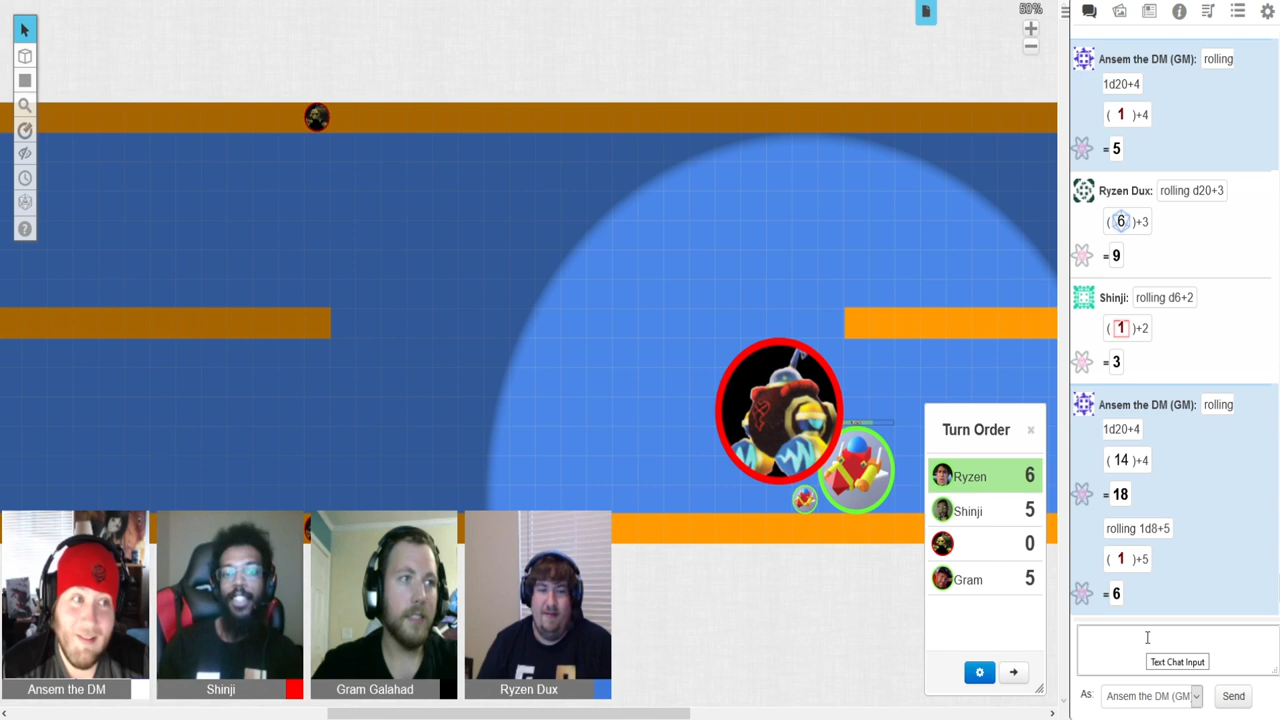 50%
Ansem the DM (GM): rolling
1d20+4
( 1 )+4
= 5
Ryzen Dux: rolling d20+3
( 6 )+3
= 9
Shinji: rolling d6+2
( 1 )+2
= 3
Ansem the DM (GM): rolling
1d20+4
( 14 )+4
= 18
rolling 1d8+5
( 1 )+5
= 6
Text Chat Input
As: Ansem the DM (GM
Send
Turn Order
Ryzen 6
Shinji 5
0
Gram 5
Ansem the DM
Shinji
Gram Galahad
Ryzen Dux